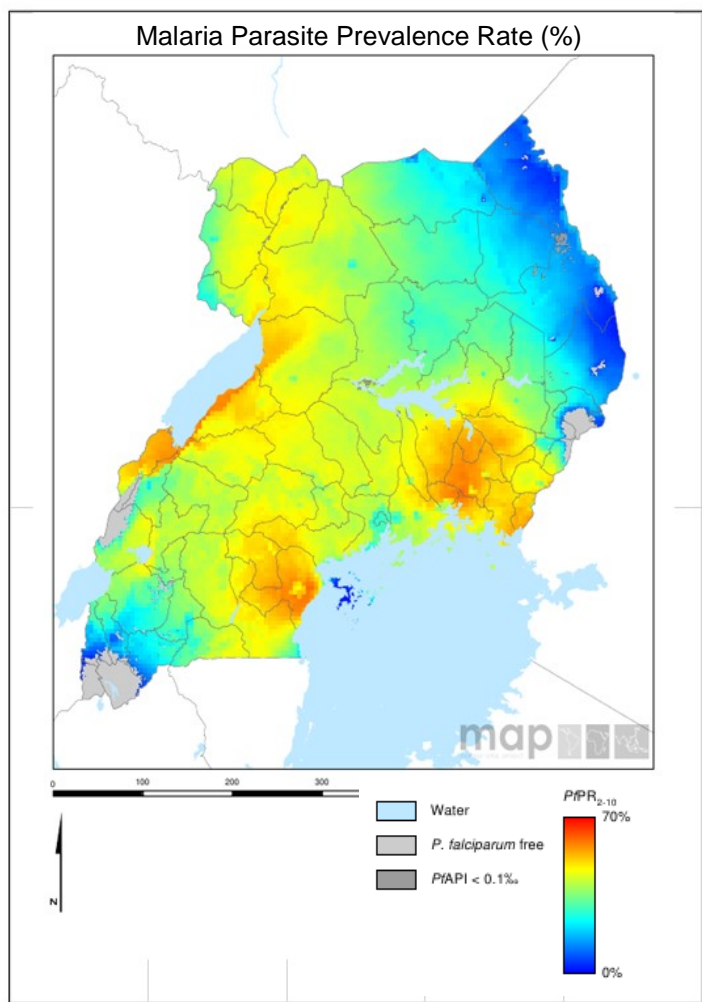 Malaria Parasite Prevalence Rate (%)
map
0 100 200 300
N
Water
P. falciparum free
PfAPI < 0.1‰
PfPR2-10
70%
0%